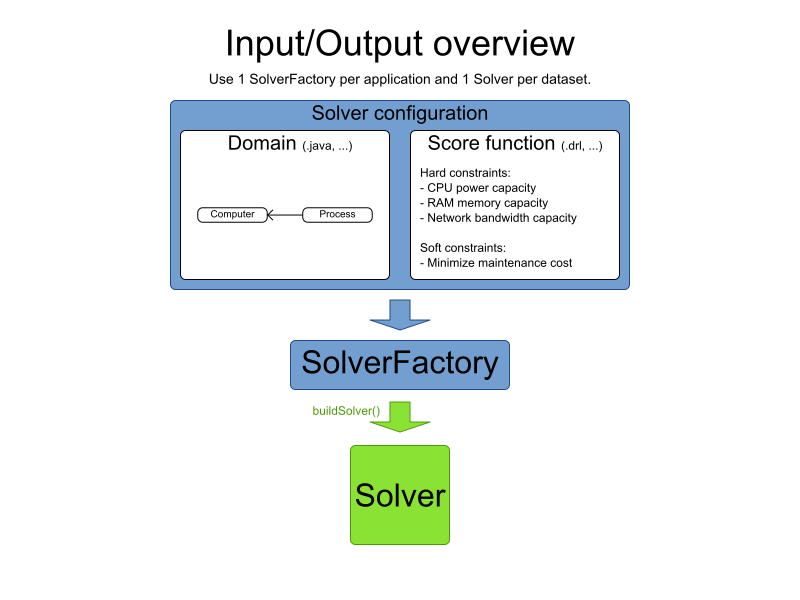 Input/Output overview
Use 1 SolverFactory per application and 1 Solver per dataset.
Solver configuration
Domain (.java, ...)
Computer
Process
Score function (.drl, ...)
Hard constraints:
- CPU power capacity
- RAM memory capacity
- Network bandwidth capacity
Soft constraints:
- Minimize maintenance cost
SolverFactory
buildSolver()
Solver